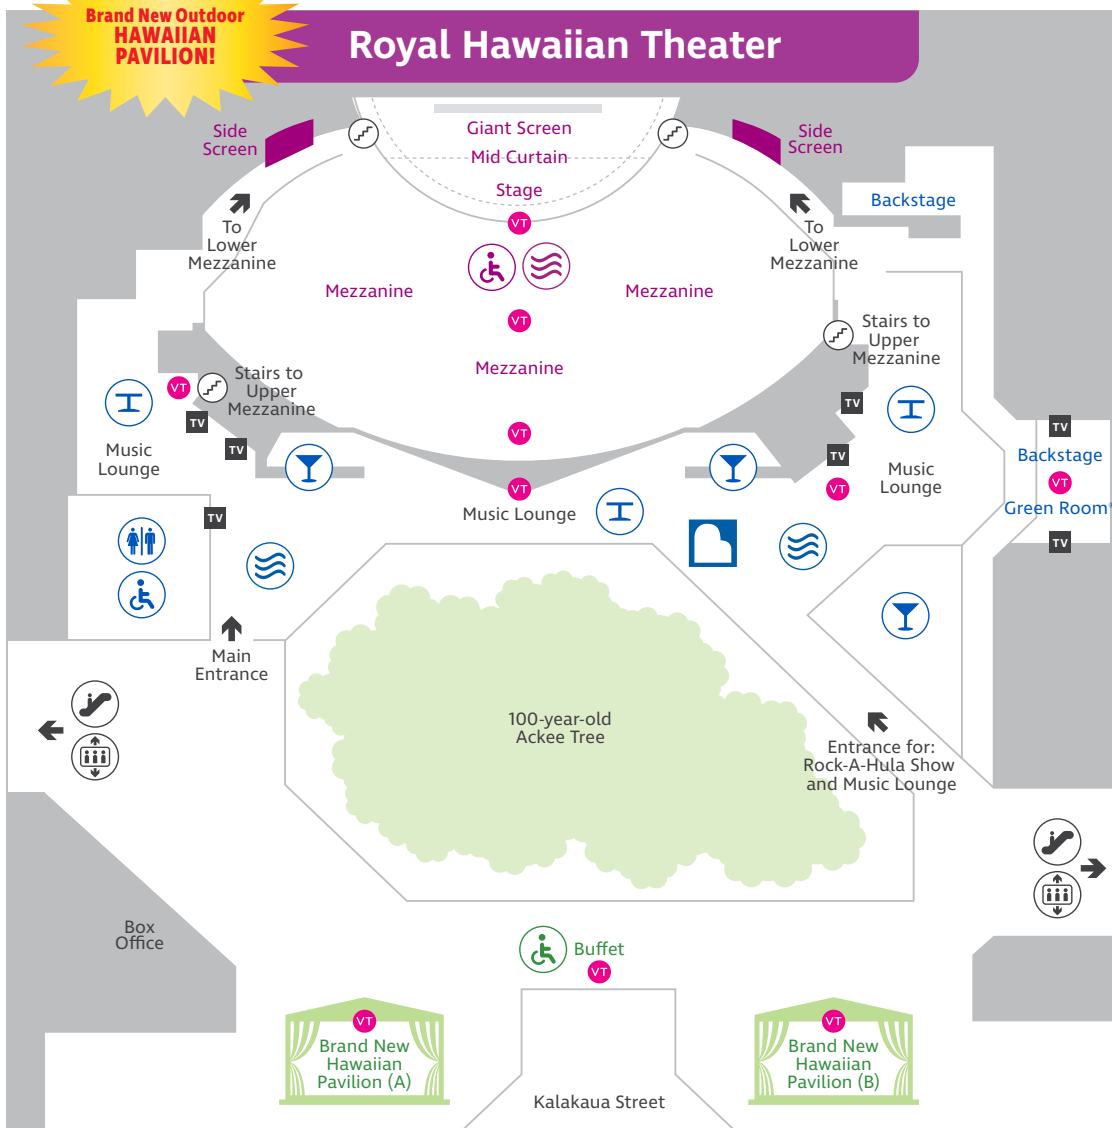 Brand New Outdoor
HAWAIIAN
PAVILION!
Royal Hawaiian Theater
Side
Screen
Giant Screen
Mid Curtain
Stage
Side
Screen
VT
Backstage
To
Lower
Mezzanine
To
Lower
Mezzanine
Mezzanine
Mezzanine
VT
Mezzanine
Stairs to
Upper
Mezzanine
Stairs to
Upper
Mezzanine
VT
TV
TV
TV
TV
VT
Music
Lounge
Music
Lounge
VT
VT
Music Lounge
TV
Backstage
VT
Green Room
TV
TV
Main
Entrance
100-year-old
Ackee Tree
Entrance for:
Rock-A-Hula Show
and Music Lounge
Box
Office
Buffet
VT
VT
Brand New
Hawaiian
Pavilion (A)
VT
Brand New
Hawaiian
Pavilion (B)
Kalakaua Street